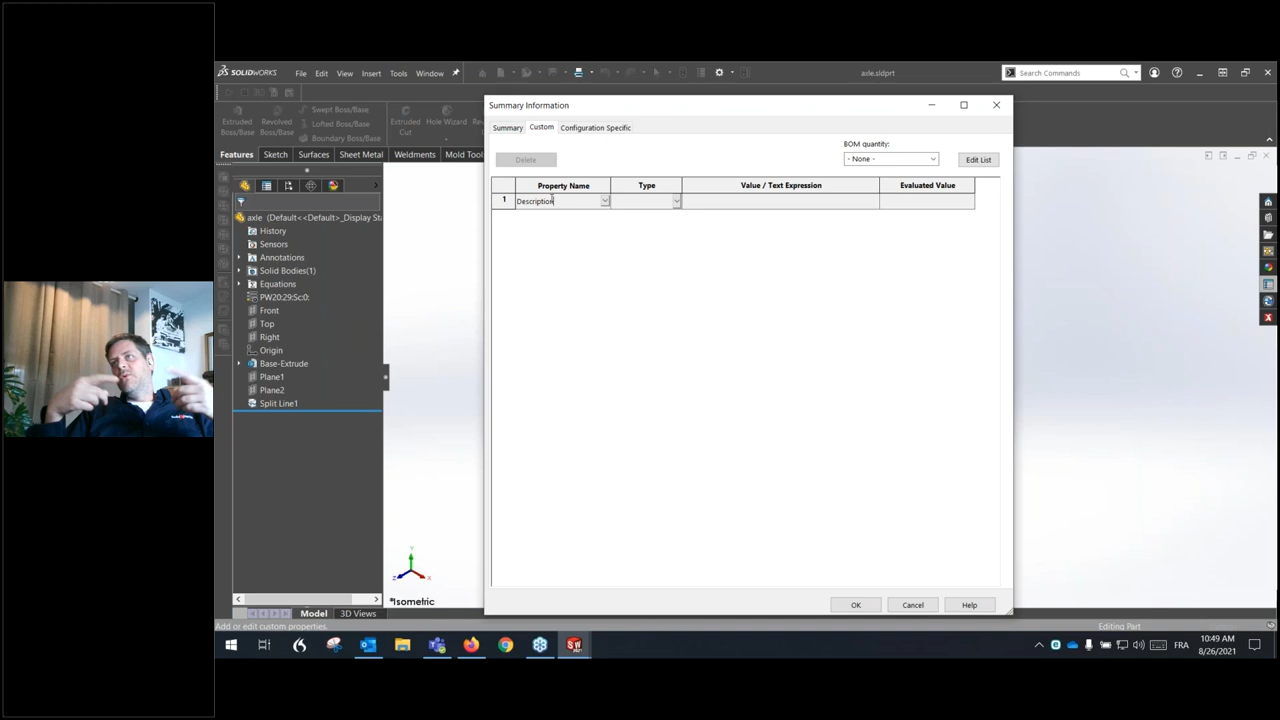 SOLIDWORKS File Edit View Insert Tools Window axle.sldprt Search Commands
Extruded Boss/Base
Revolved Boss/Base
Swept Boss/Base
Lofted Boss/Base
Boundary Boss/Base
Extruded Cut
Hole Wizard
Features Sketch Surfaces Sheet Metal Weldments Mold Tool
axle (Default<<Default>_Display Sta
History
Sensors
Annotations
Solid Bodies(1)
Equations
PW20:29:Sc:0:
Front
Top
Right
Origin
Base-Extrude
Plane1
Plane2
Split Line1
Summary Information
Summary Custom Configuration Specific
BOM quantity:
Delete - None - Edit List
Property Name Type Value / Text Expression Evaluated Value
1 Description
OK Cancel Help
Y
Z X
*Isometric
Model 3D Views
Add or edit custom properties. Editing Part
FRA 10:49 AM
8/26/2021